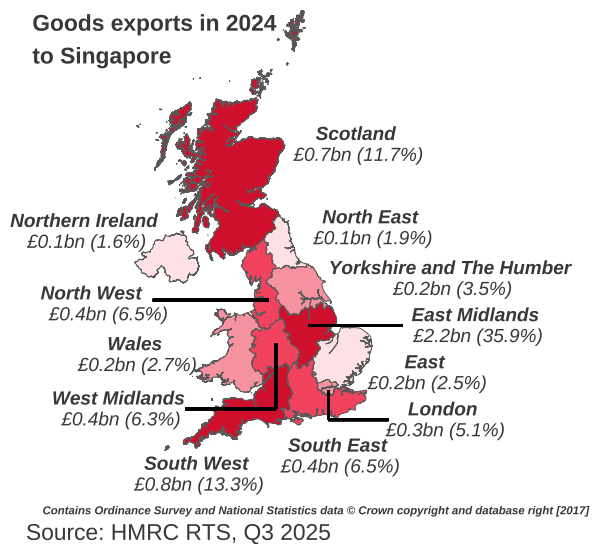 Goods exports in 2024
to Singapore
Scotland
£0.7bn (11.7%)
Northern Ireland
£0.1bn (1.6%)
North East
£0.1bn (1.9%)
Yorkshire and The Humber
£0.2bn (3.5%)
North West
£0.4bn (6.5%)
East Midlands
£2.2bn (35.9%)
Wales
£0.2bn (2.7%)
East
£0.2bn (2.5%)
West Midlands
£0.4bn (6.3%)
London
£0.3bn (5.1%)
South East
£0.4bn (6.5%)
South West
£0.8bn (13.3%)
Contains Ordinance Survey and National Statistics data © Crown copyright and database right [2017]
Source: HMRC RTS, Q3 2025